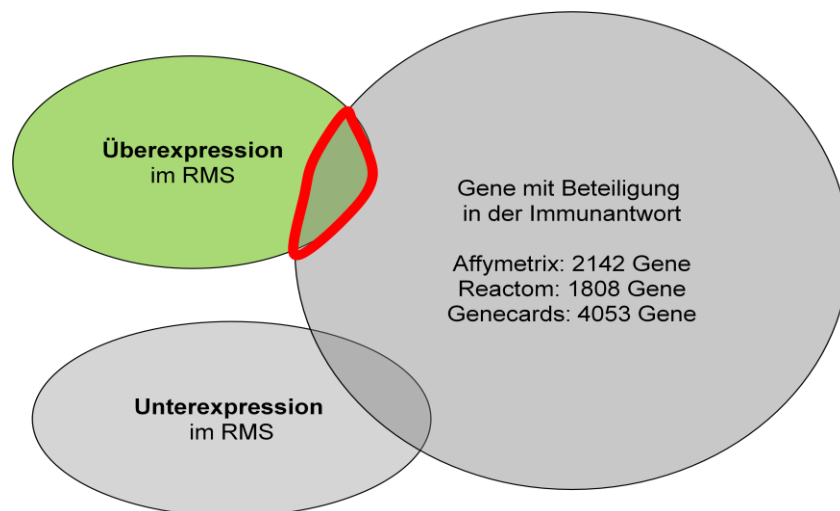 Überexpression
im RMS
Gene mit Beteiligung
in der Immunantwort
Affymetrix: 2142 Gene
Reactom: 1808 Gene
Genecards: 4053 Gene
Unterexpression
im RMS